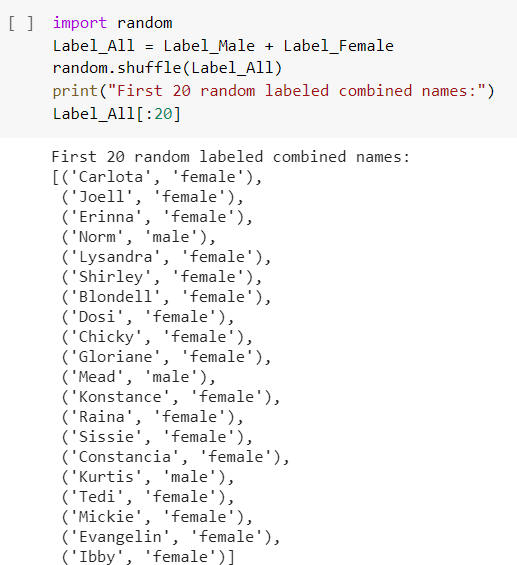 [ ] import random
Label_All = Label_Male + Label_Female
random.shuffle(Label_All)
print("First 20 random labeled combined names:")
Label_All[:20]
First 20 random labeled combined names:
[('Carlota', 'female'),
('Joell', 'female'),
('Erinna', 'female'),
('Norm', 'male'),
('Lysandra', 'female'),
('Shirley', 'female'),
('Blondell', 'female'),
('Dosi', 'female'),
('Chicky', 'female'),
('Gloriane', 'female'),
('Mead', 'male'),
('Konstance', 'female'),
('Raina', 'female'),
('Sissie', 'female'),
('Constancia', 'female'),
('Kurtis', 'male'),
('Tedi', 'female'),
('Mickie', 'female'),
('Evangelin', 'female'),
('Ibby', 'female')]